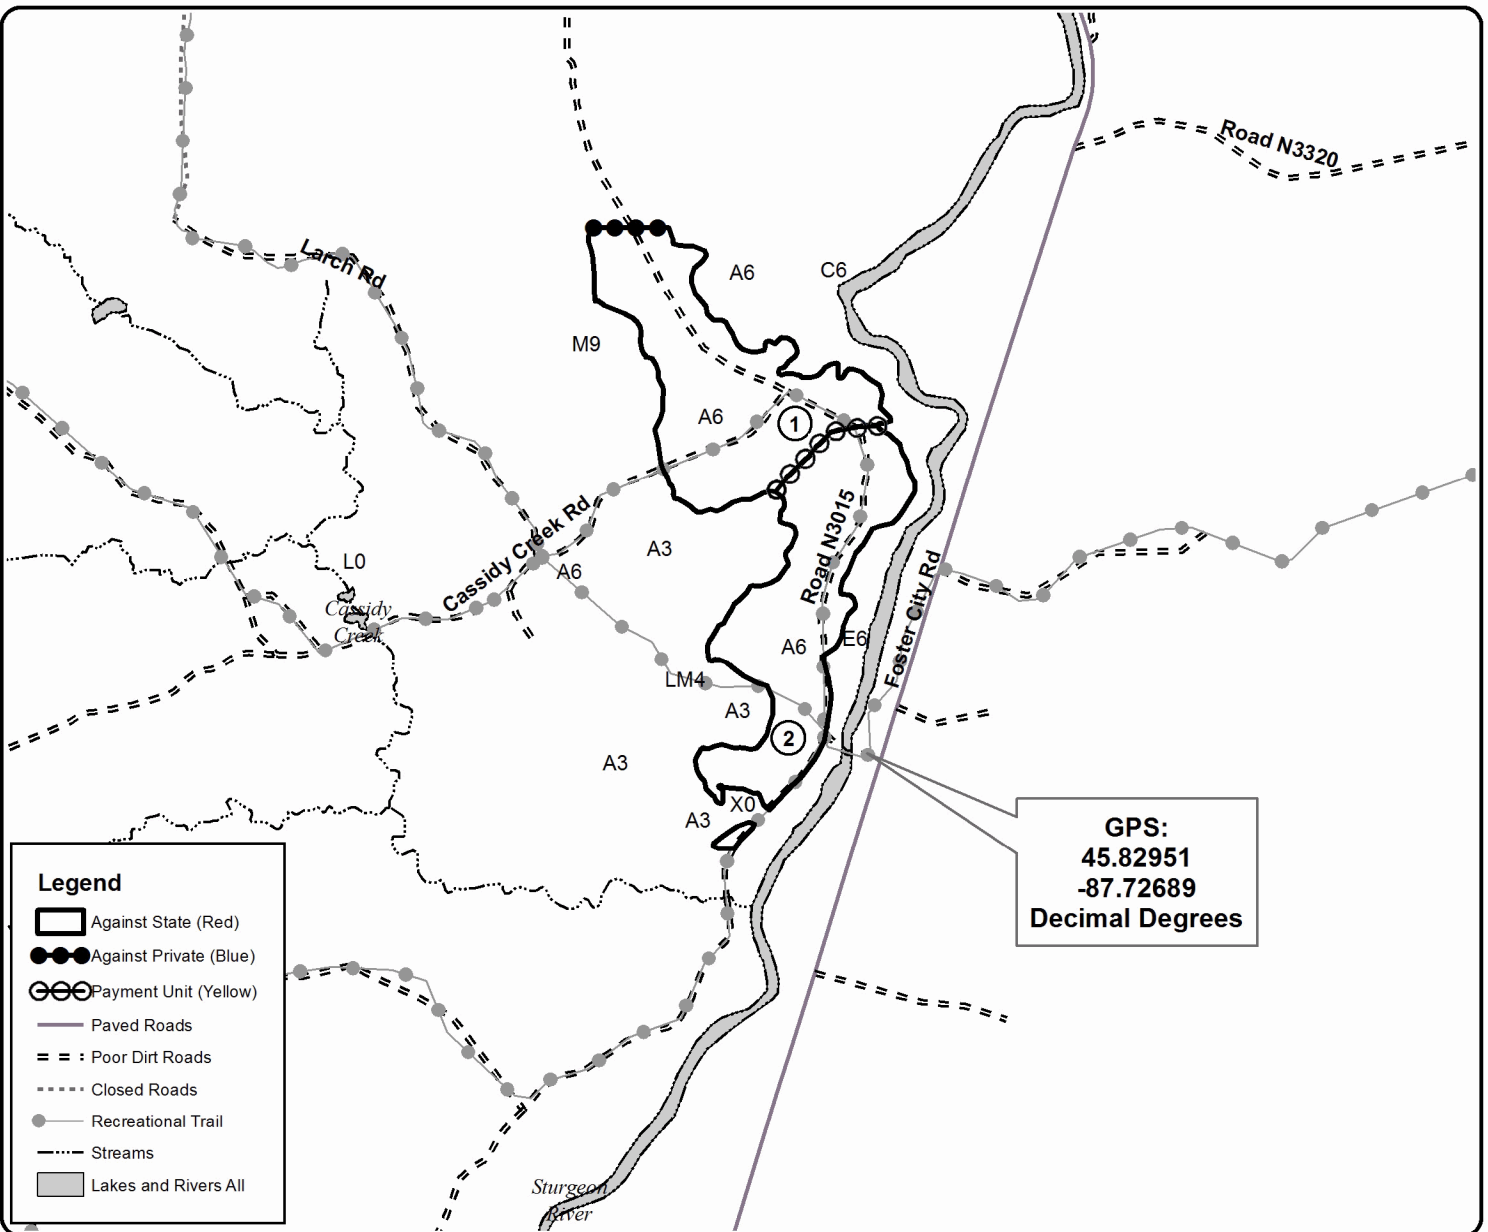 Road N3320
Larch Rd
A6
C6
M9
A6
1
Road N3015
Cassidy Creek Rd
A3
L0
A6
Cassidy
Creek
Foster City Rd
A6
E6
LM4
A3
2
A3
X0
A3
GPS:
45.82951
-87.72689
Decimal Degrees
Legend
Against State (Red)
Against Private (Blue)
Payment Unit (Yellow)
Paved Roads
Poor Dirt Roads
Closed Roads
Recreational Trail
Streams
Lakes and Rivers All
Sturgeon
River